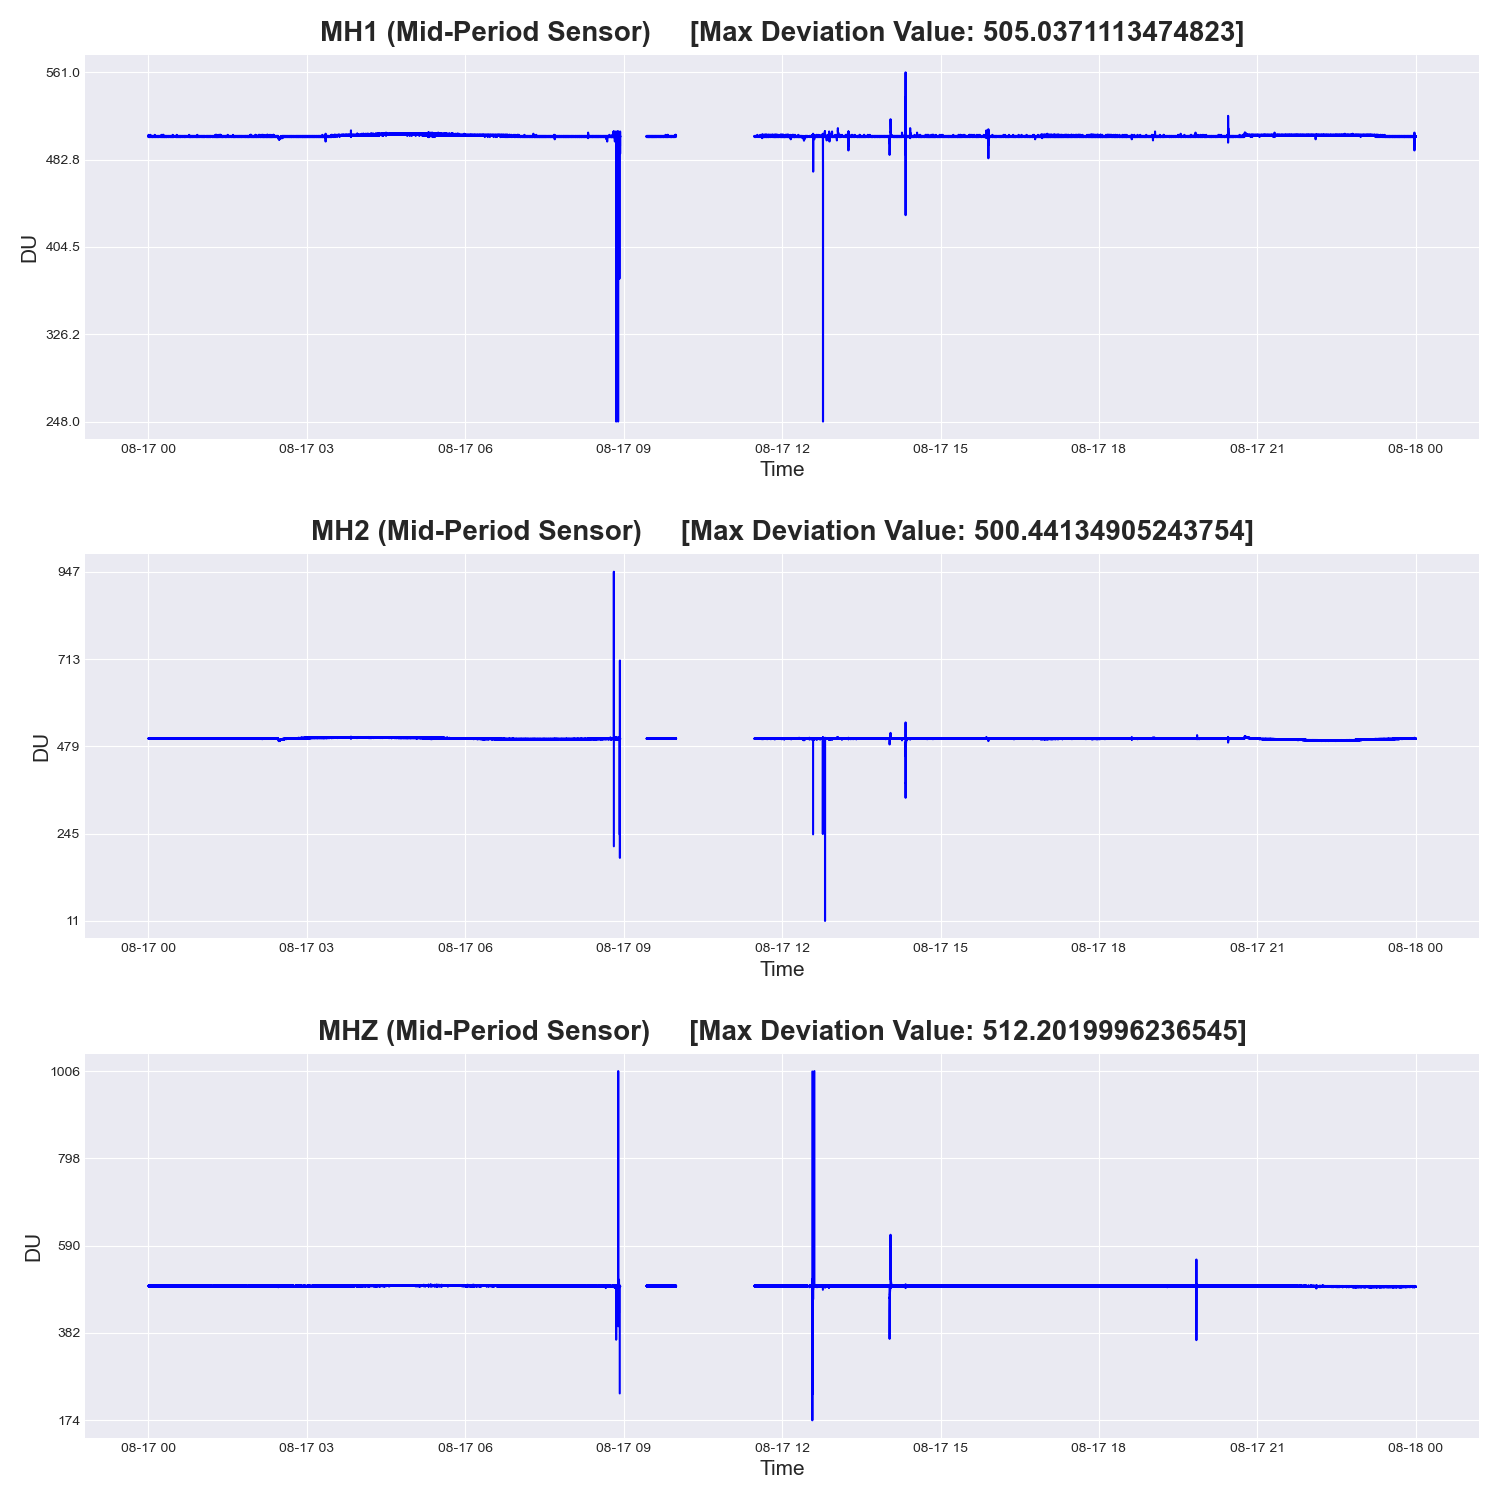 MH1 (Mid-Period Sensor) [Max Deviation Value: 505.0371113474823]
561.0
482.8
404.5
326.2
248.0
DU
08-17 00 08-17 03 08-17 06 08-17 09 08-17 12 08-17 15 08-17 18 08-17 21 08-18 00
Time
MH2 (Mid-Period Sensor) [Max Deviation Value: 500.44134905243754]
947
713
479
245
11
DU
08-17 00 08-17 03 08-17 06 08-17 09 08-17 12 08-17 15 08-17 18 08-17 21 08-18 00
Time
MHZ (Mid-Period Sensor) [Max Deviation Value: 512.2019996236545]
1006
798
590
382
174
DU
08-17 00 08-17 03 08-17 06 08-17 09 08-17 12 08-17 15 08-17 18 08-17 21 08-18 00
Time